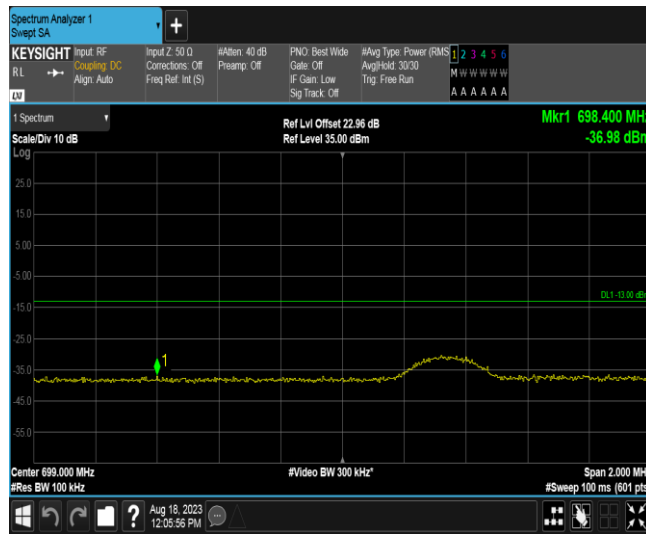 Spectrum Analyzer 1
Swept SA
+
KEYSIGHT
RL
LXI
Input: RF
Coupling: DC
Align: Auto
Input Z: 50 Ω
Corrections: Off
Freq Ref: Int (S)
#Atten: 40 dB
Preamp: Off
PNO: Best Wide
Gate: Off
IF Gain: Low
Sig Track: Off
#Avg Type: Power (RMS
Avg|Hold: 30/30
Trig: Free Run
1 2 3 4 5 6
M W W W W W
A A A A A A
1 Spectrum
Scale/Div 10 dB
Ref Lvl Offset 22.96 dB
Ref Level 35.00 dBm
Mkr1 698.400 MHz
-36.98 dBm
Log
25.0
15.0
5.00
-5.00
-15.0
-25.0
-35.0
-45.0
-55.0
DL1 -13.00 dBm
1
Center 699.000 MHz
#Res BW 100 kHz
#Video BW 300 kHz*
Span 2.000 MHz
#Sweep 100 ms (601 pts
?
Aug 18, 2023
12:05:56 PM